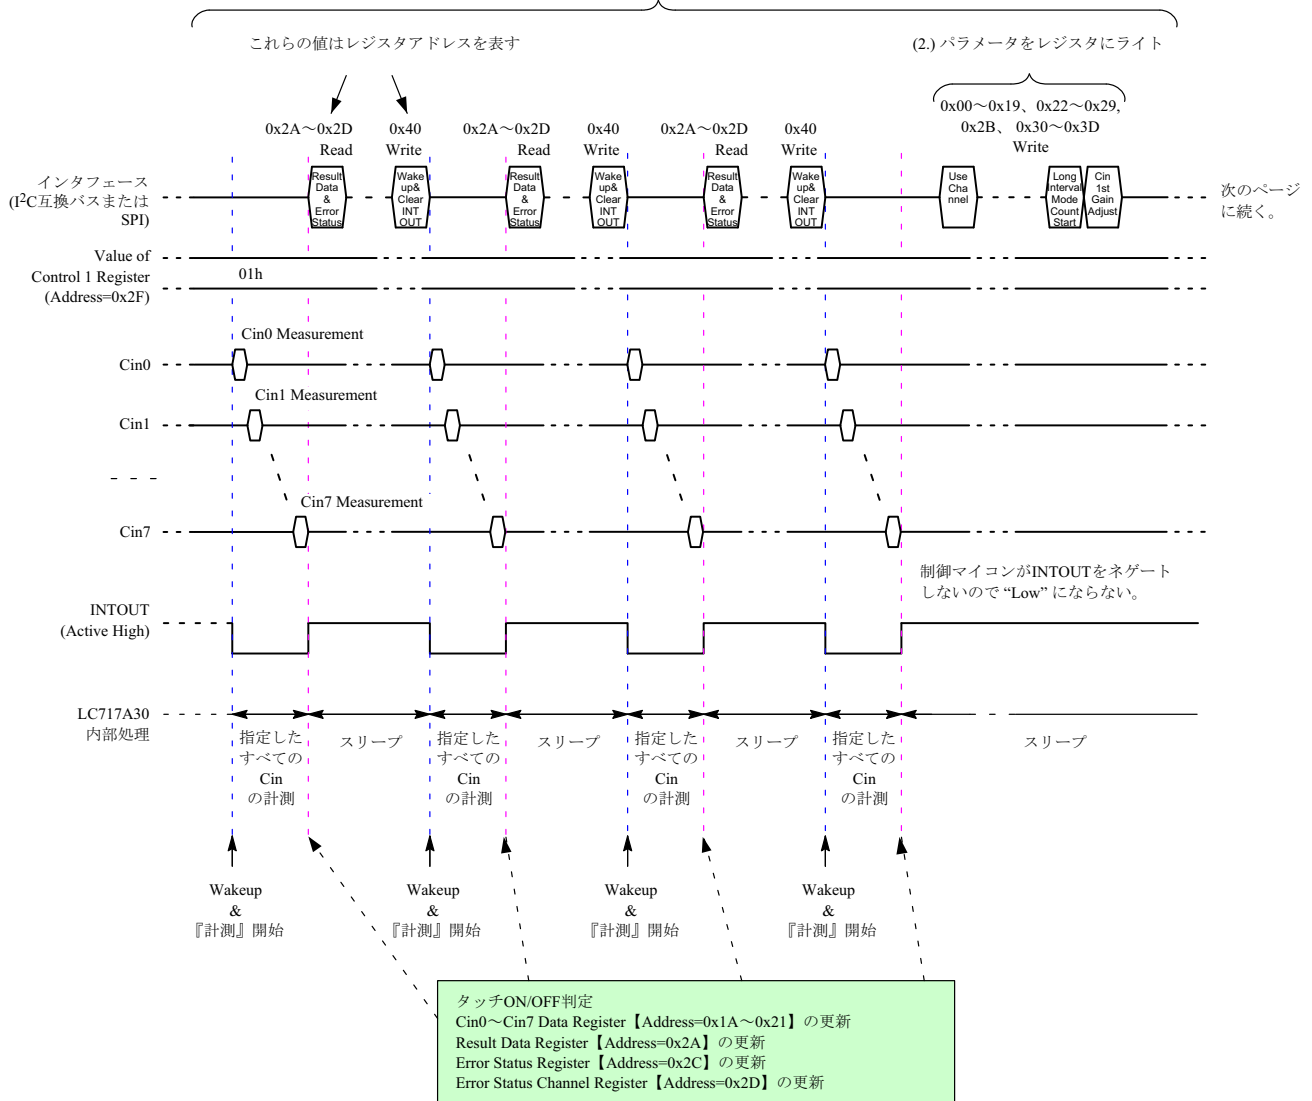 これらの値はレジスタアドレスを表す
(2.) パラメータをレジスタにライト
0x00～0x19、0x22～0x29,
0x2B、 0x30～0x3D
Write
0x2A～0x2D
Read
0x40
Write
0x2A～0x2D
Read
0x40
Write
0x2A～0x2D
Read
0x40
Write
インタフェース
(I2C互換バスまたは
SPI)
Result
Data
&
Error
Status
Wake
up&
Clear
INT
OUT
Result
Data
&
Error
Status
Wake
up&
Clear
INT
OUT
Result
Data
&
Error
Status
Wake
up&
Clear
INT
OUT
Use
Cha
nnel
Long
Interval
Mode
Count
Start
Cin
1st
Gain
Adjust
次のページ
に続く。
Value of
Control 1 Register
(Address=0x2F)
01h
Cin0 Measurement
Cin0
Cin1 Measurement
Cin1
Cin7 Measurement
Cin7
制御マイコンがINTOUTをネゲート
しないので “Low” にならない。
INTOUT
(Active High)
LC717A30
内部処理
指定した
すべての
Cin
の計測
スリープ
指定した
すべての
Cin
の計測
スリープ
指定した
すべての
Cin
の計測
スリープ
指定した
すべての
Cin
の計測
スリープ
Wakeup
&
『計測』開始
Wakeup
&
『計測』開始
Wakeup
&
『計測』開始
Wakeup
&
『計測』開始
タッチON/OFF判定
Cin0～Cin7 Data Register【Address=0x1A～0x21】の更新
Result Data Register【Address=0x2A】の更新
Error Status Register【Address=0x2C】の更新
Error Status Channel Register【Address=0x2D】の更新